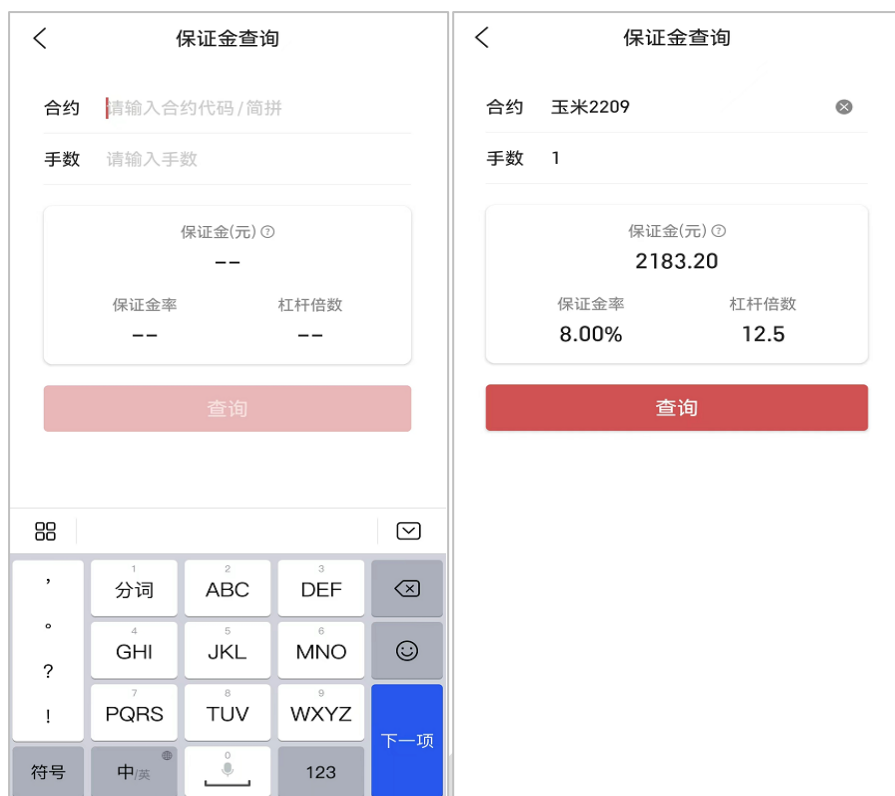 保证金查询
合约 请输入合约代码/简拼
手数 请输入手数
保证金(元)?
--
保证金率 杠杆倍数
-- --
查询
, 1 2 3
分词 ABC DEF
。 4 5 6
GHI JKL MNO
?
7 8 9
! PQRS TUV WXYZ
下一项
0
符号 中/英 123
保证金查询
合约 玉米2209
手数 1
保证金(元)?
2183.20
保证金率 杠杆倍数
8.00% 12.5
查询